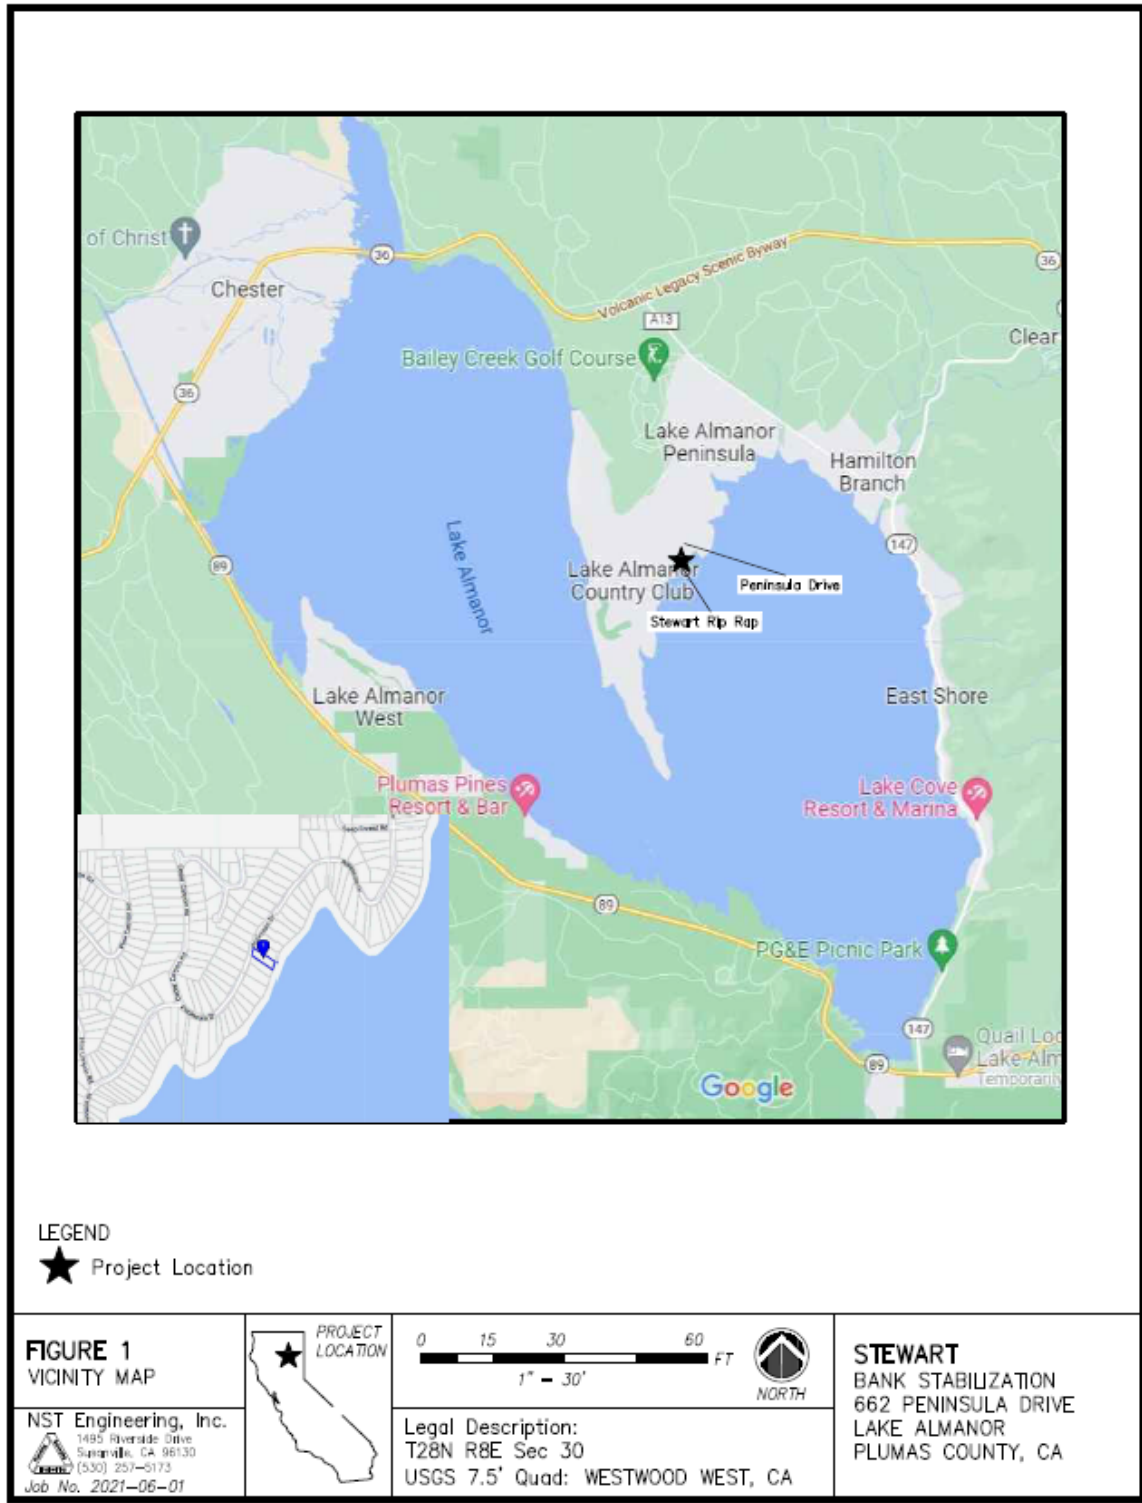 of Christ
36
Chester
Volcanic Legacy Scenic Byway
36
A13
Clear
Bailey Creek Golf Course
36
Lake Almanor
Peninsula
Hamilton
Branch
Lake Almanor
147
89
Lake Almanor
Country Club
Peninsula Drive
Stewart Rip Rap
Lake Almanor
West
East Shore
Plumas Pines
Resort & Bar
Lake Cove
Resort & Marina
89
PG&E Picnic Park
147
Quail Loc
Lake Alm
Temporarily
89
Google
LEGEND
Project Location
FIGURE 1
VICINITY MAP
NST Engineering, Inc.
1495 Riverside Drive
Susanville, CA 96130
(530) 257-5173
Job No. 2021-06-01
PROJECT
LOCATION
0 15 30 60 FT
1" = 30'
NORTH
Legal Description:
T28N R8E Sec 30
USGS 7.5' Quad: WESTWOOD WEST, CA
STEWART
BANK STABILIZATION
662 PENINSULA DRIVE
LAKE ALMANOR
PLUMAS COUNTY, CA